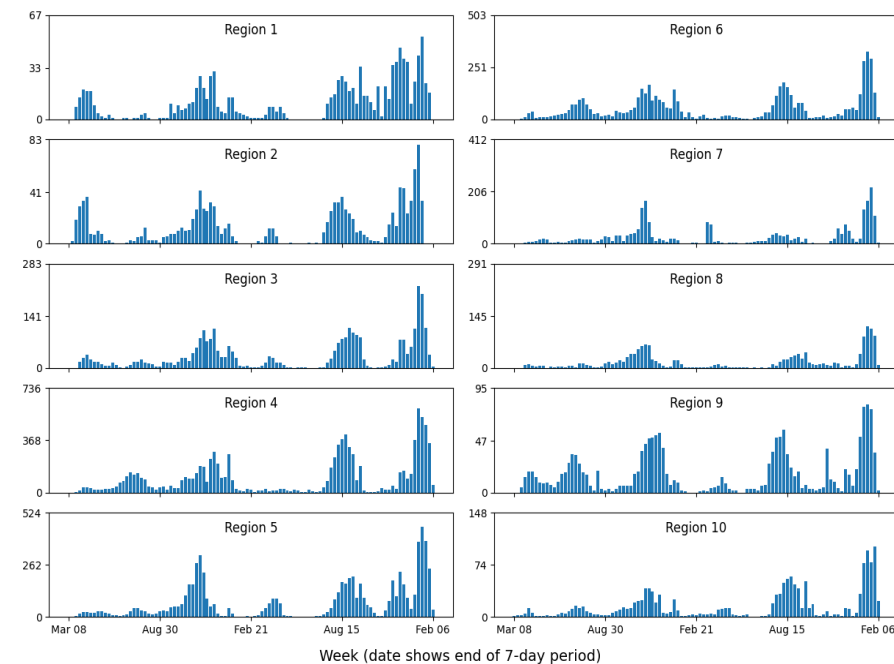 Region 1
67
33
0
Region 2
83
41
0
Region 3
283
141
0
Region 4
736
368
0
Region 5
524
262
0
Mar 08 Aug 30 Feb 21 Aug 15 Feb 06
Region 6
503
251
0
Region 7
412
206
0
Region 8
291
145
0
Region 9
95
47
0
Region 10
148
74
0
Mar 08 Aug 30 Feb 21 Aug 15 Feb 06
Week (date shows end of 7-day period)